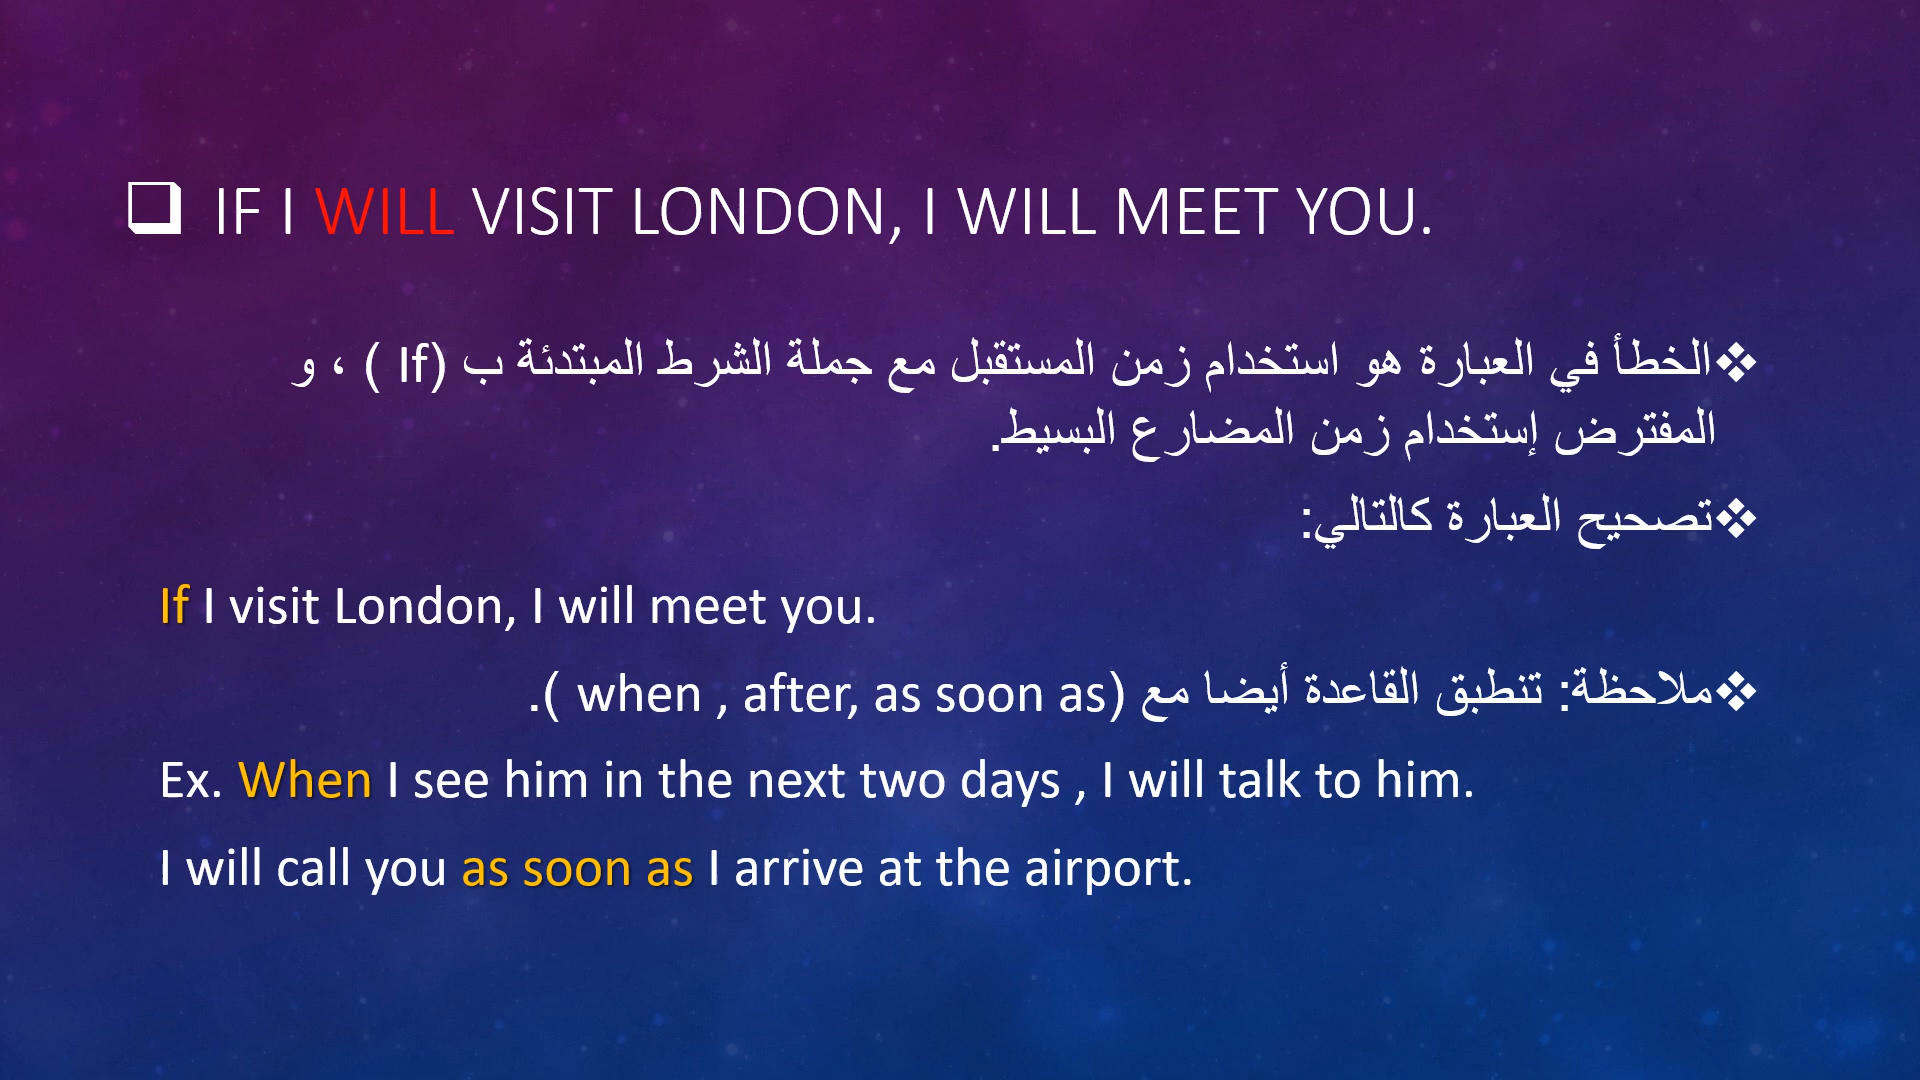 ❑ IF I WILL VISIT LONDON, I WILL MEET YOU.
❖الخطأ في العبارة هو استخدام زمن المستقبل مع جملة الشرط المبتدئة ب (If ) ، و
المفترض إستخدام زمن المضارع البسيط.
❖تصحيح العبارة كالتالي:
If I visit London, I will meet you.
❖ملاحظة: تنطبق القاعدة أيضا مع (when , after, as soon as ).
Ex. When I see him in the next two days , I will talk to him.
I will call you as soon as I arrive at the airport.